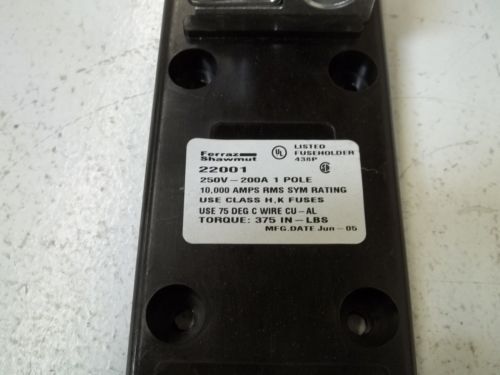 Ferraz
Shawmut
UL
LISTED
FUSEHOLDER
438P
22001
250V-200A 1 POLE
10,000 AMPS RMS SYM RATING
USE CLASS H,K FUSES
USE 75 DEG C WIRE CU-AL
TORQUE: 375 IN-LBS
MFG.DATE Jun-05